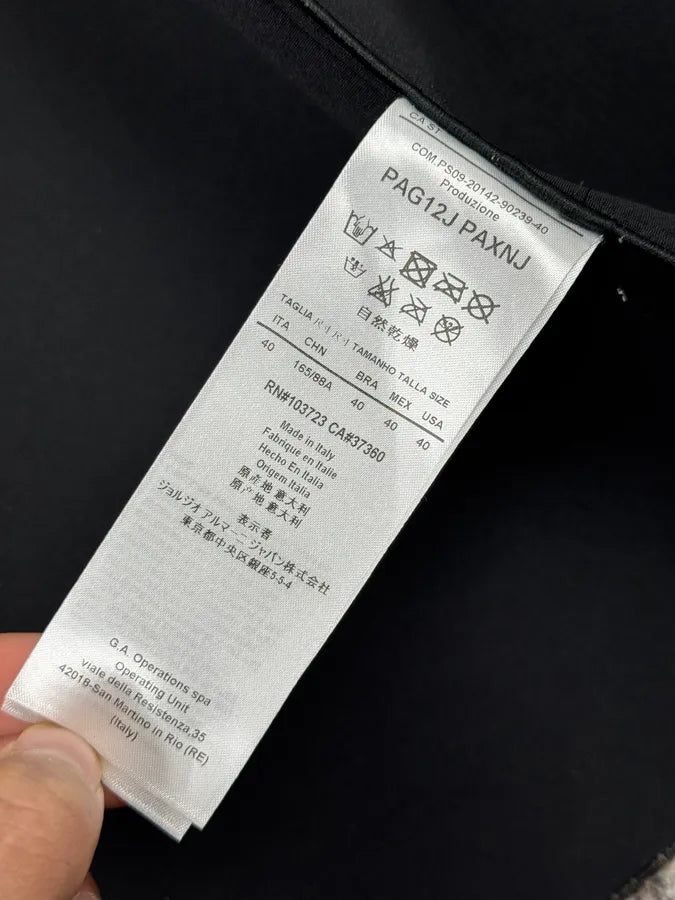 CA ST
COM.PS09-20142-90239-40
Produzione
PAG12J PAXNJ
自然乾燥
TAGLIA TAMANHO TALLA SIZE
ITA CHN BRA MEX USA
40 165/88A 40 40 40
RN#103723 CA#37360
Made in Italy
Fabriqué en Italie
Hecho En Italia
Origem Itália
原産地 意大利
原产地 意大利
表示者
ジョルジオ アルマーニ ジャパン株式会社
東京都中央区銀座5-5-4
G.A. Operations spa
Operating Unit
viale della Resistenza,35
42018-San Martino in Rio (RE)
(Italy)